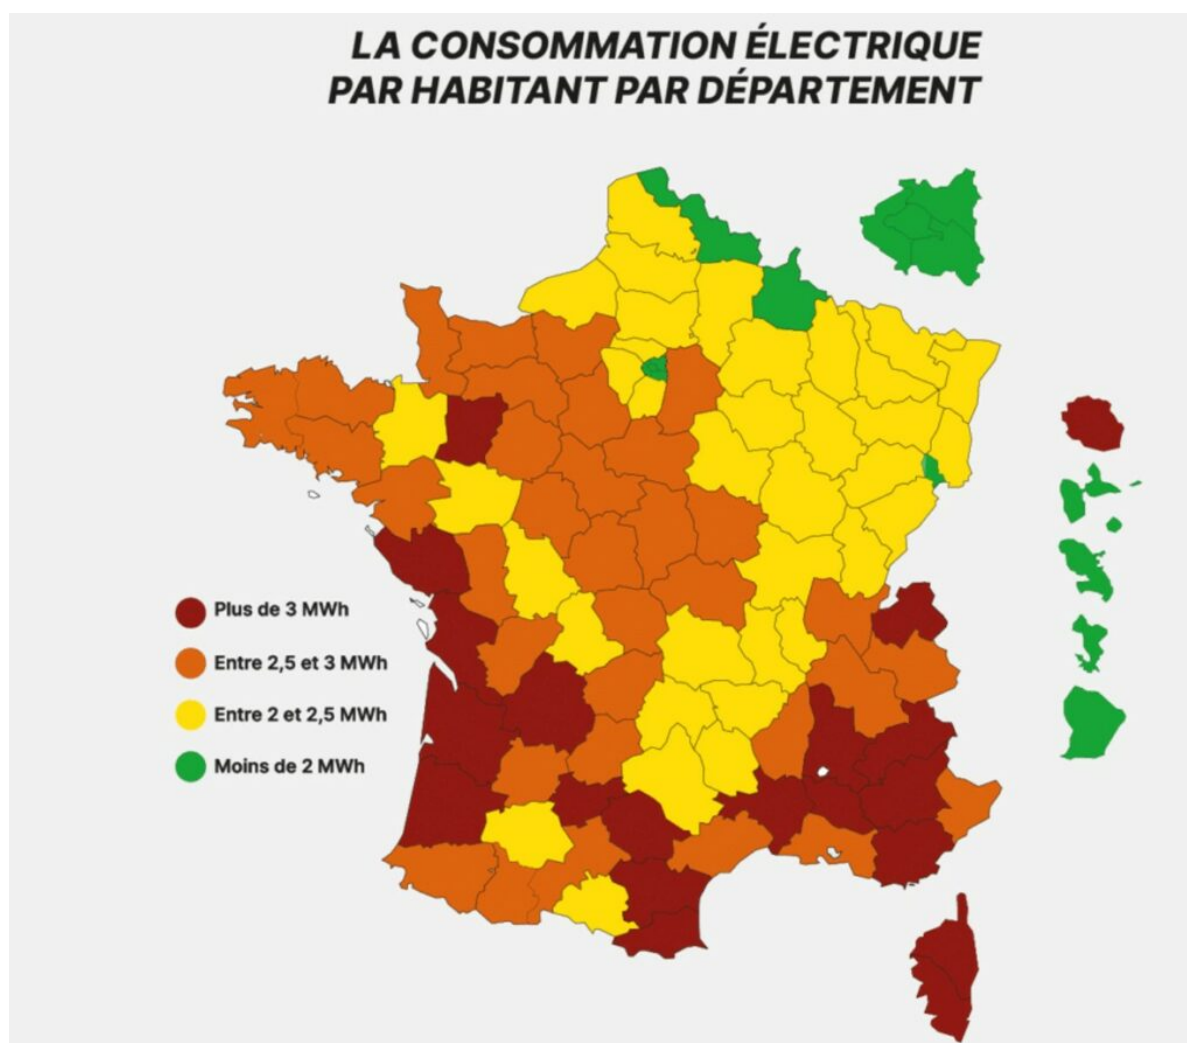 LA CONSOMMATION ÉLECTRIQUE
PAR HABITANT PAR DÉPARTEMENT
Plus de 3 MWh
Entre 2,5 et 3 MWh
Entre 2 et 2,5 MWh
Moins de 2 MWh